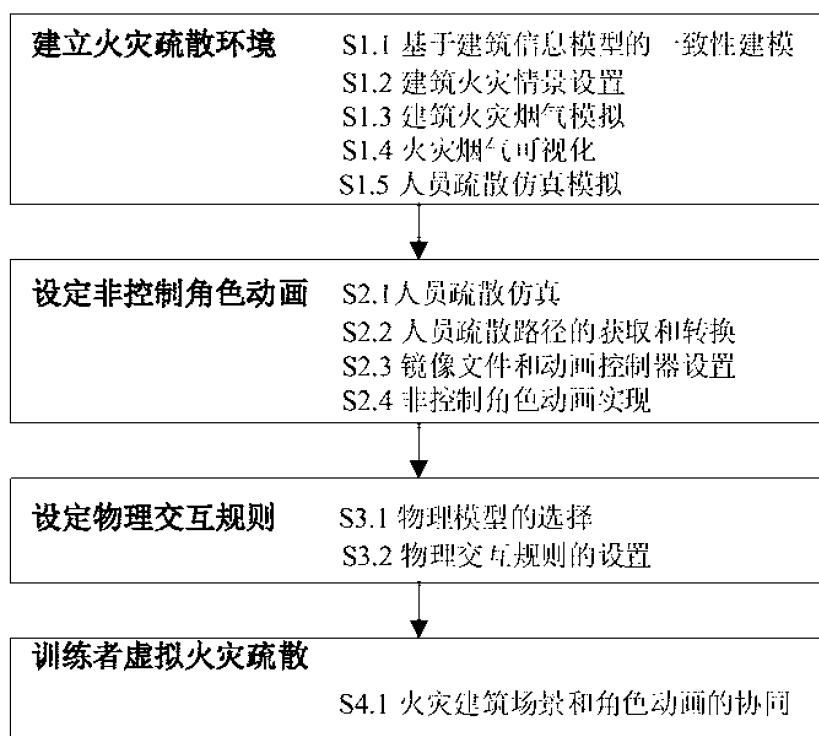 建立火灾疏散环境 S1.1 基于建筑信息模型的一致性建模
S1.2 建筑火灾情景设置
S1.3 建筑火灾烟气模拟
S1.4 火灾烟气可视化
S1.5 人员疏散仿真模拟
设定非控制角色动画 S2.1人员疏散仿真
S2.2 人员疏散路径的获取和转换
S2.3 镜像文件和动画控制器设置
S2.4 非控制角色动画实现
设定物理交互规则 S3.1 物理模型的选择
S3.2 物理交互规则的设置
训练者虚拟火灾疏散
S4.1 火灾建筑场景和角色动画的协同